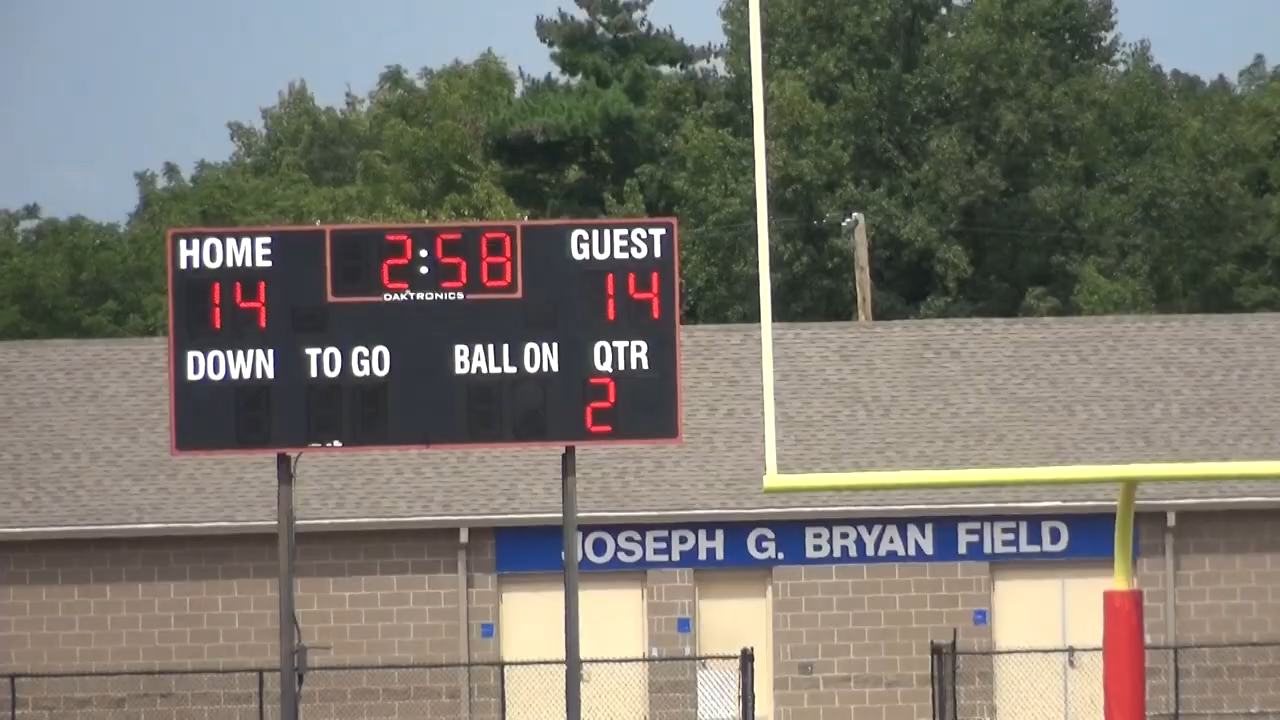 HOME 2:58 GUEST
DAKTRONICS
14 14
DOWN TO GO BALL ON QTR
2
JOSEPH G. BRYAN FIELD